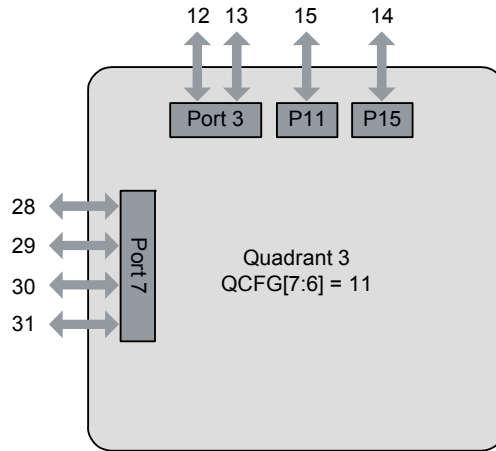 12 13 15 14
Port 3 P11 P15
28
29
30
31
Port 7
Quadrant 3
QCFG[7:6] = 11